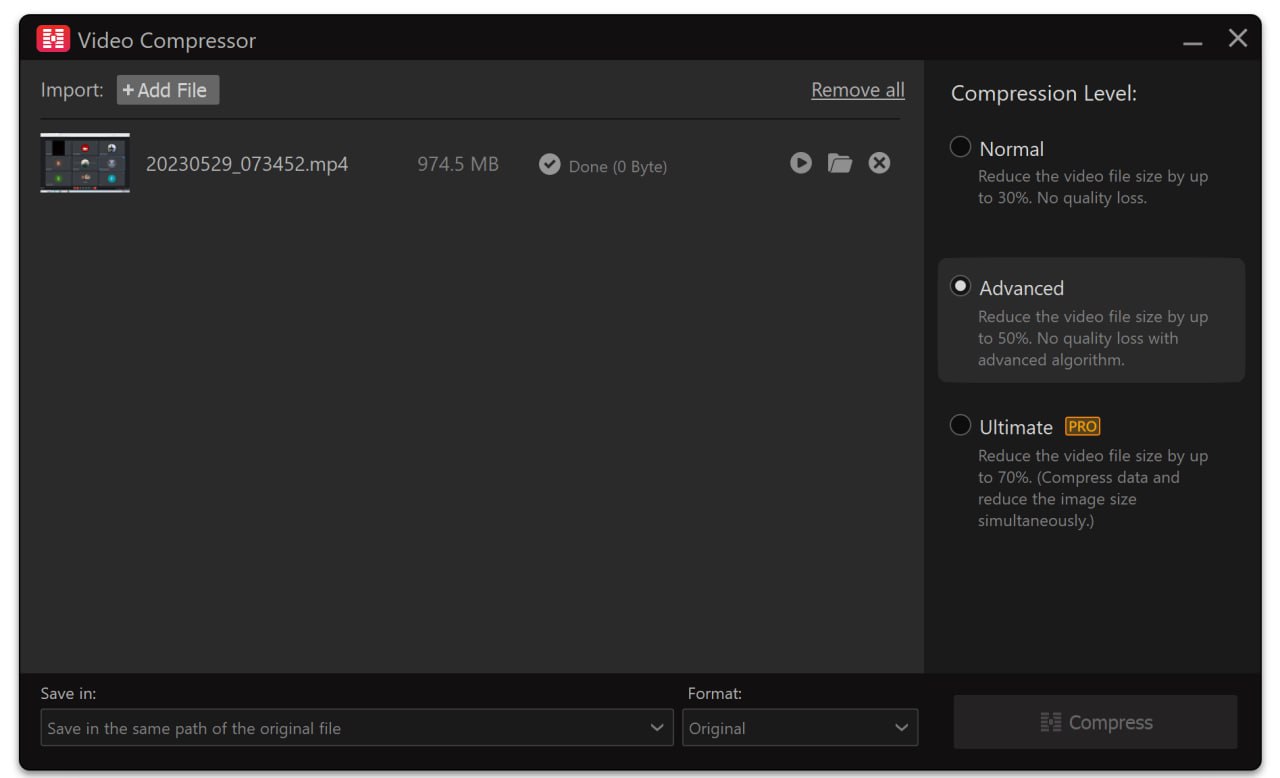 Video Compressor
Import: + Add File Remove all
20230529_073452.mp4 974.5 MB Done (0 Byte)
Compression Level:
Normal
Reduce the video file size by up
to 30%. No quality loss.
Advanced
Reduce the video file size by up
to 50%. No quality loss with
advanced algorithm.
Ultimate PRO
Reduce the video file size by up
to 70%. (Compress data and
reduce the image size
simultaneously.)
Save in: Format:
Save in the same path of the original file Original
Compress